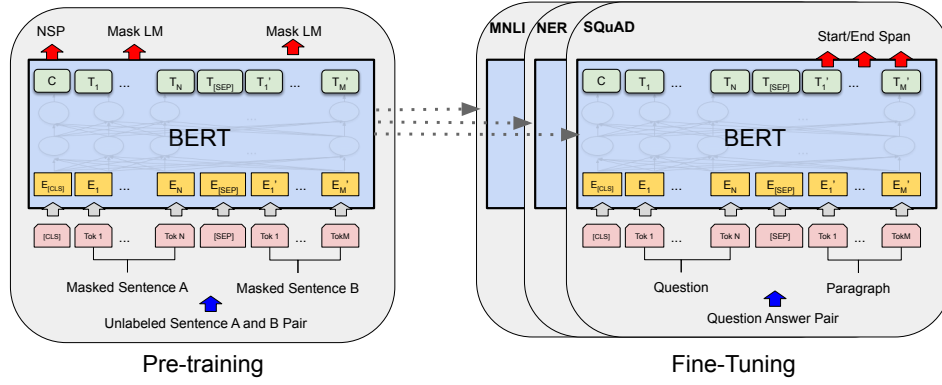 NSP Mask LM Mask LM
C T1 ... TN T[SEP] T1' ... TM'
BERT
E[CLS] E1 ... EN E[SEP] E1' ... EM'
[CLS] Tok 1 ... Tok N [SEP] Tok 1 ... TokM
Masked Sentence A Masked Sentence B
Unlabeled Sentence A and B Pair
Pre-training
MNLI NER SQuAD
Start/End Span
C T1 ... TN T[SEP] T1' ... TM'
BERT
E[CLS] E1 ... EN E[SEP] E1' ... EM'
[CLS] Tok 1 ... Tok N [SEP] Tok 1 ... TokM
Question Paragraph
Question Answer Pair
Fine-Tuning